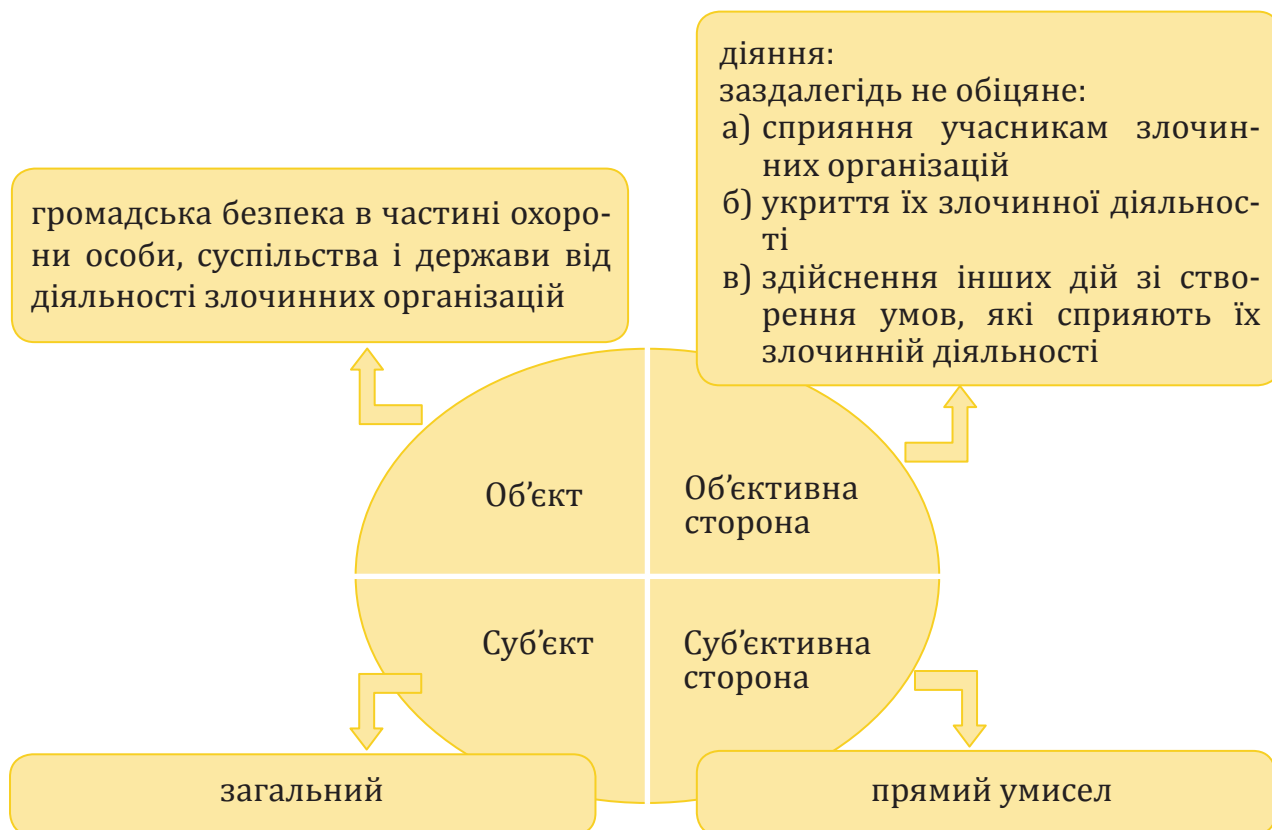 діяння:
заздалегідь не обіцяне:
а) сприяння учасникам злочин-
них організацій
б) укриття їх злочинної діяльнос-
ті
в) здійснення інших дій зі ство-
рення умов, які сприяють їх
злочинній діяльності
громадська безпека в частині охоро-
ни особи, суспільства і держави від
діяльності злочинних організацій
Об’єкт
Об’єктивна
сторона
Суб’єкт
Суб’єктивна
сторона
загальний
прямий умисел